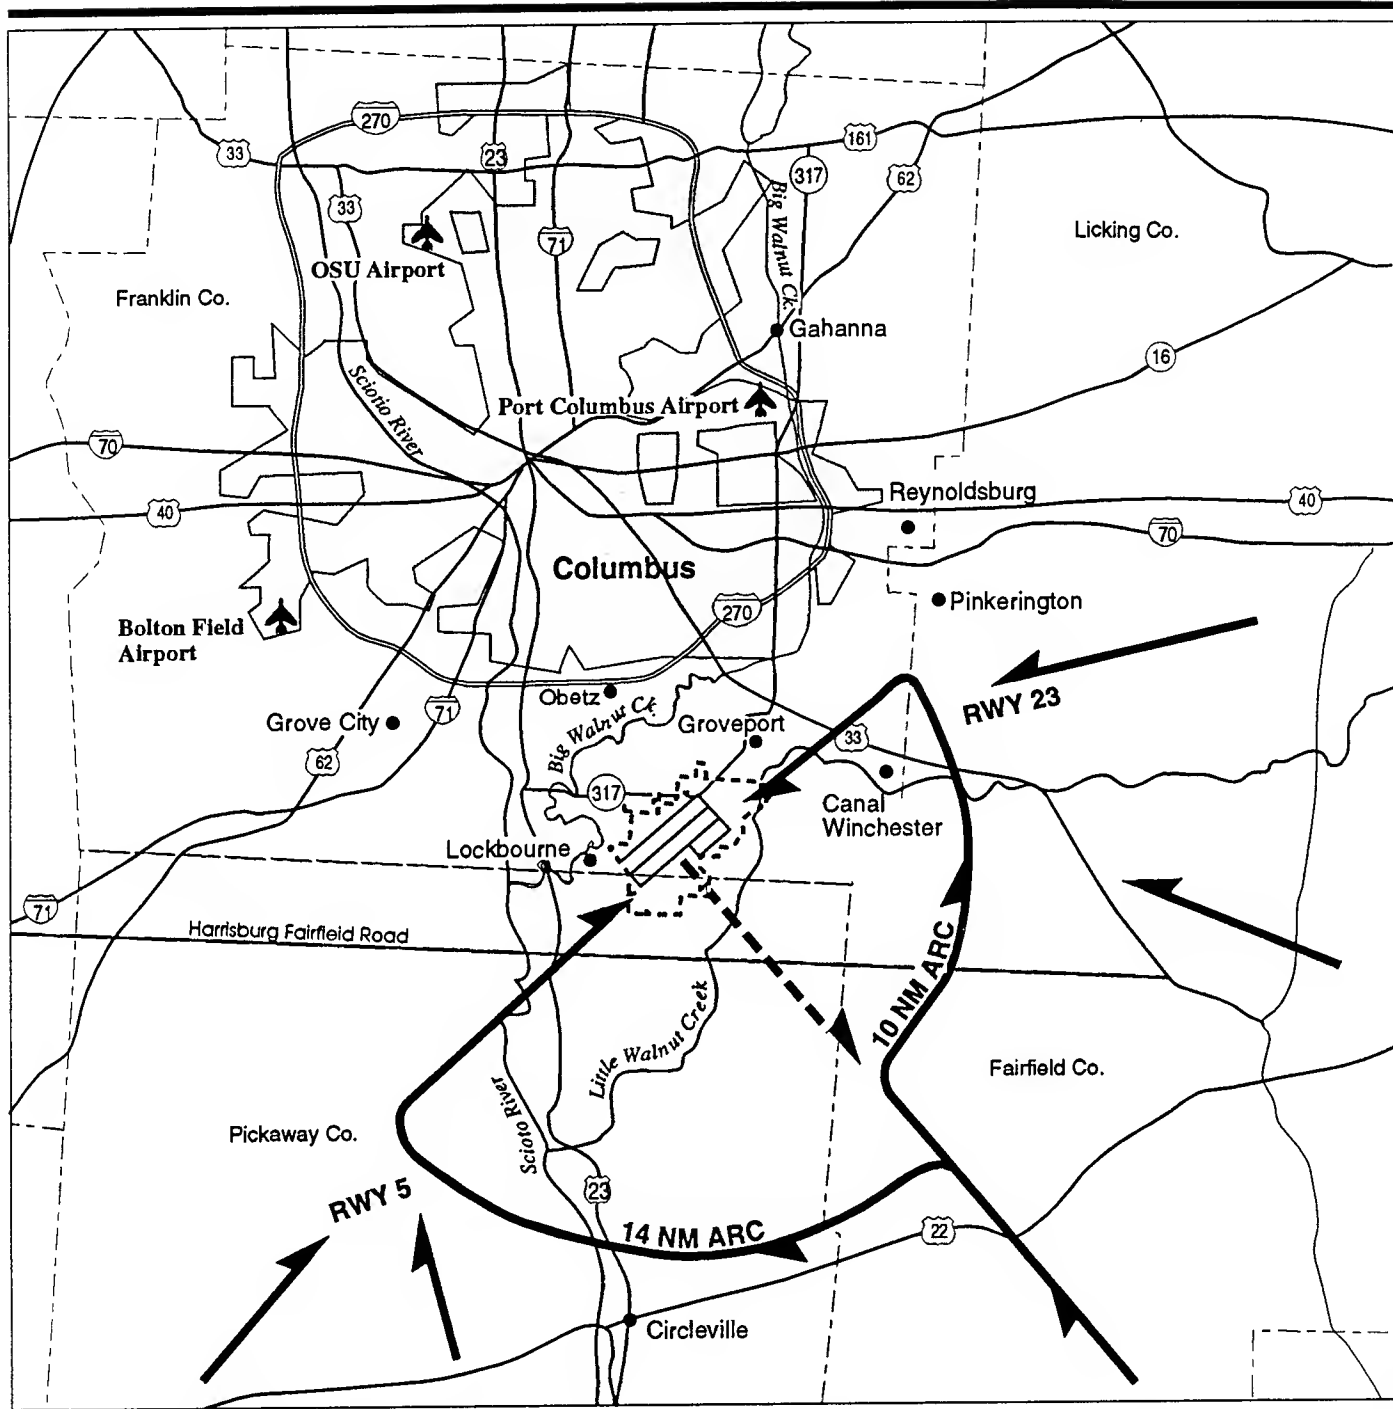 270
161
33
23
317
62
33
Licking Co.
71
Big Walnut Ck.
OSU Airport
Franklin Co.
Gahanna
16
Sciotio River
Port Columbus Airport
70
Reynoldsburg
40
40
70
Columbus
270
Pinkerington
Bolton Field
Airport
Obetz
RWY 23
71
Grove City
Big Walnut Ck.
Groveport
33
62
317
Canal
Winchester
Lockbourne
71
Harrisburg Fairfield Road
10 NM ARC
Little Walnut Creek
Fairfield Co.
Scioto River
Pickaway Co.
RWY 5
23
14 NM ARC
22
Circleville